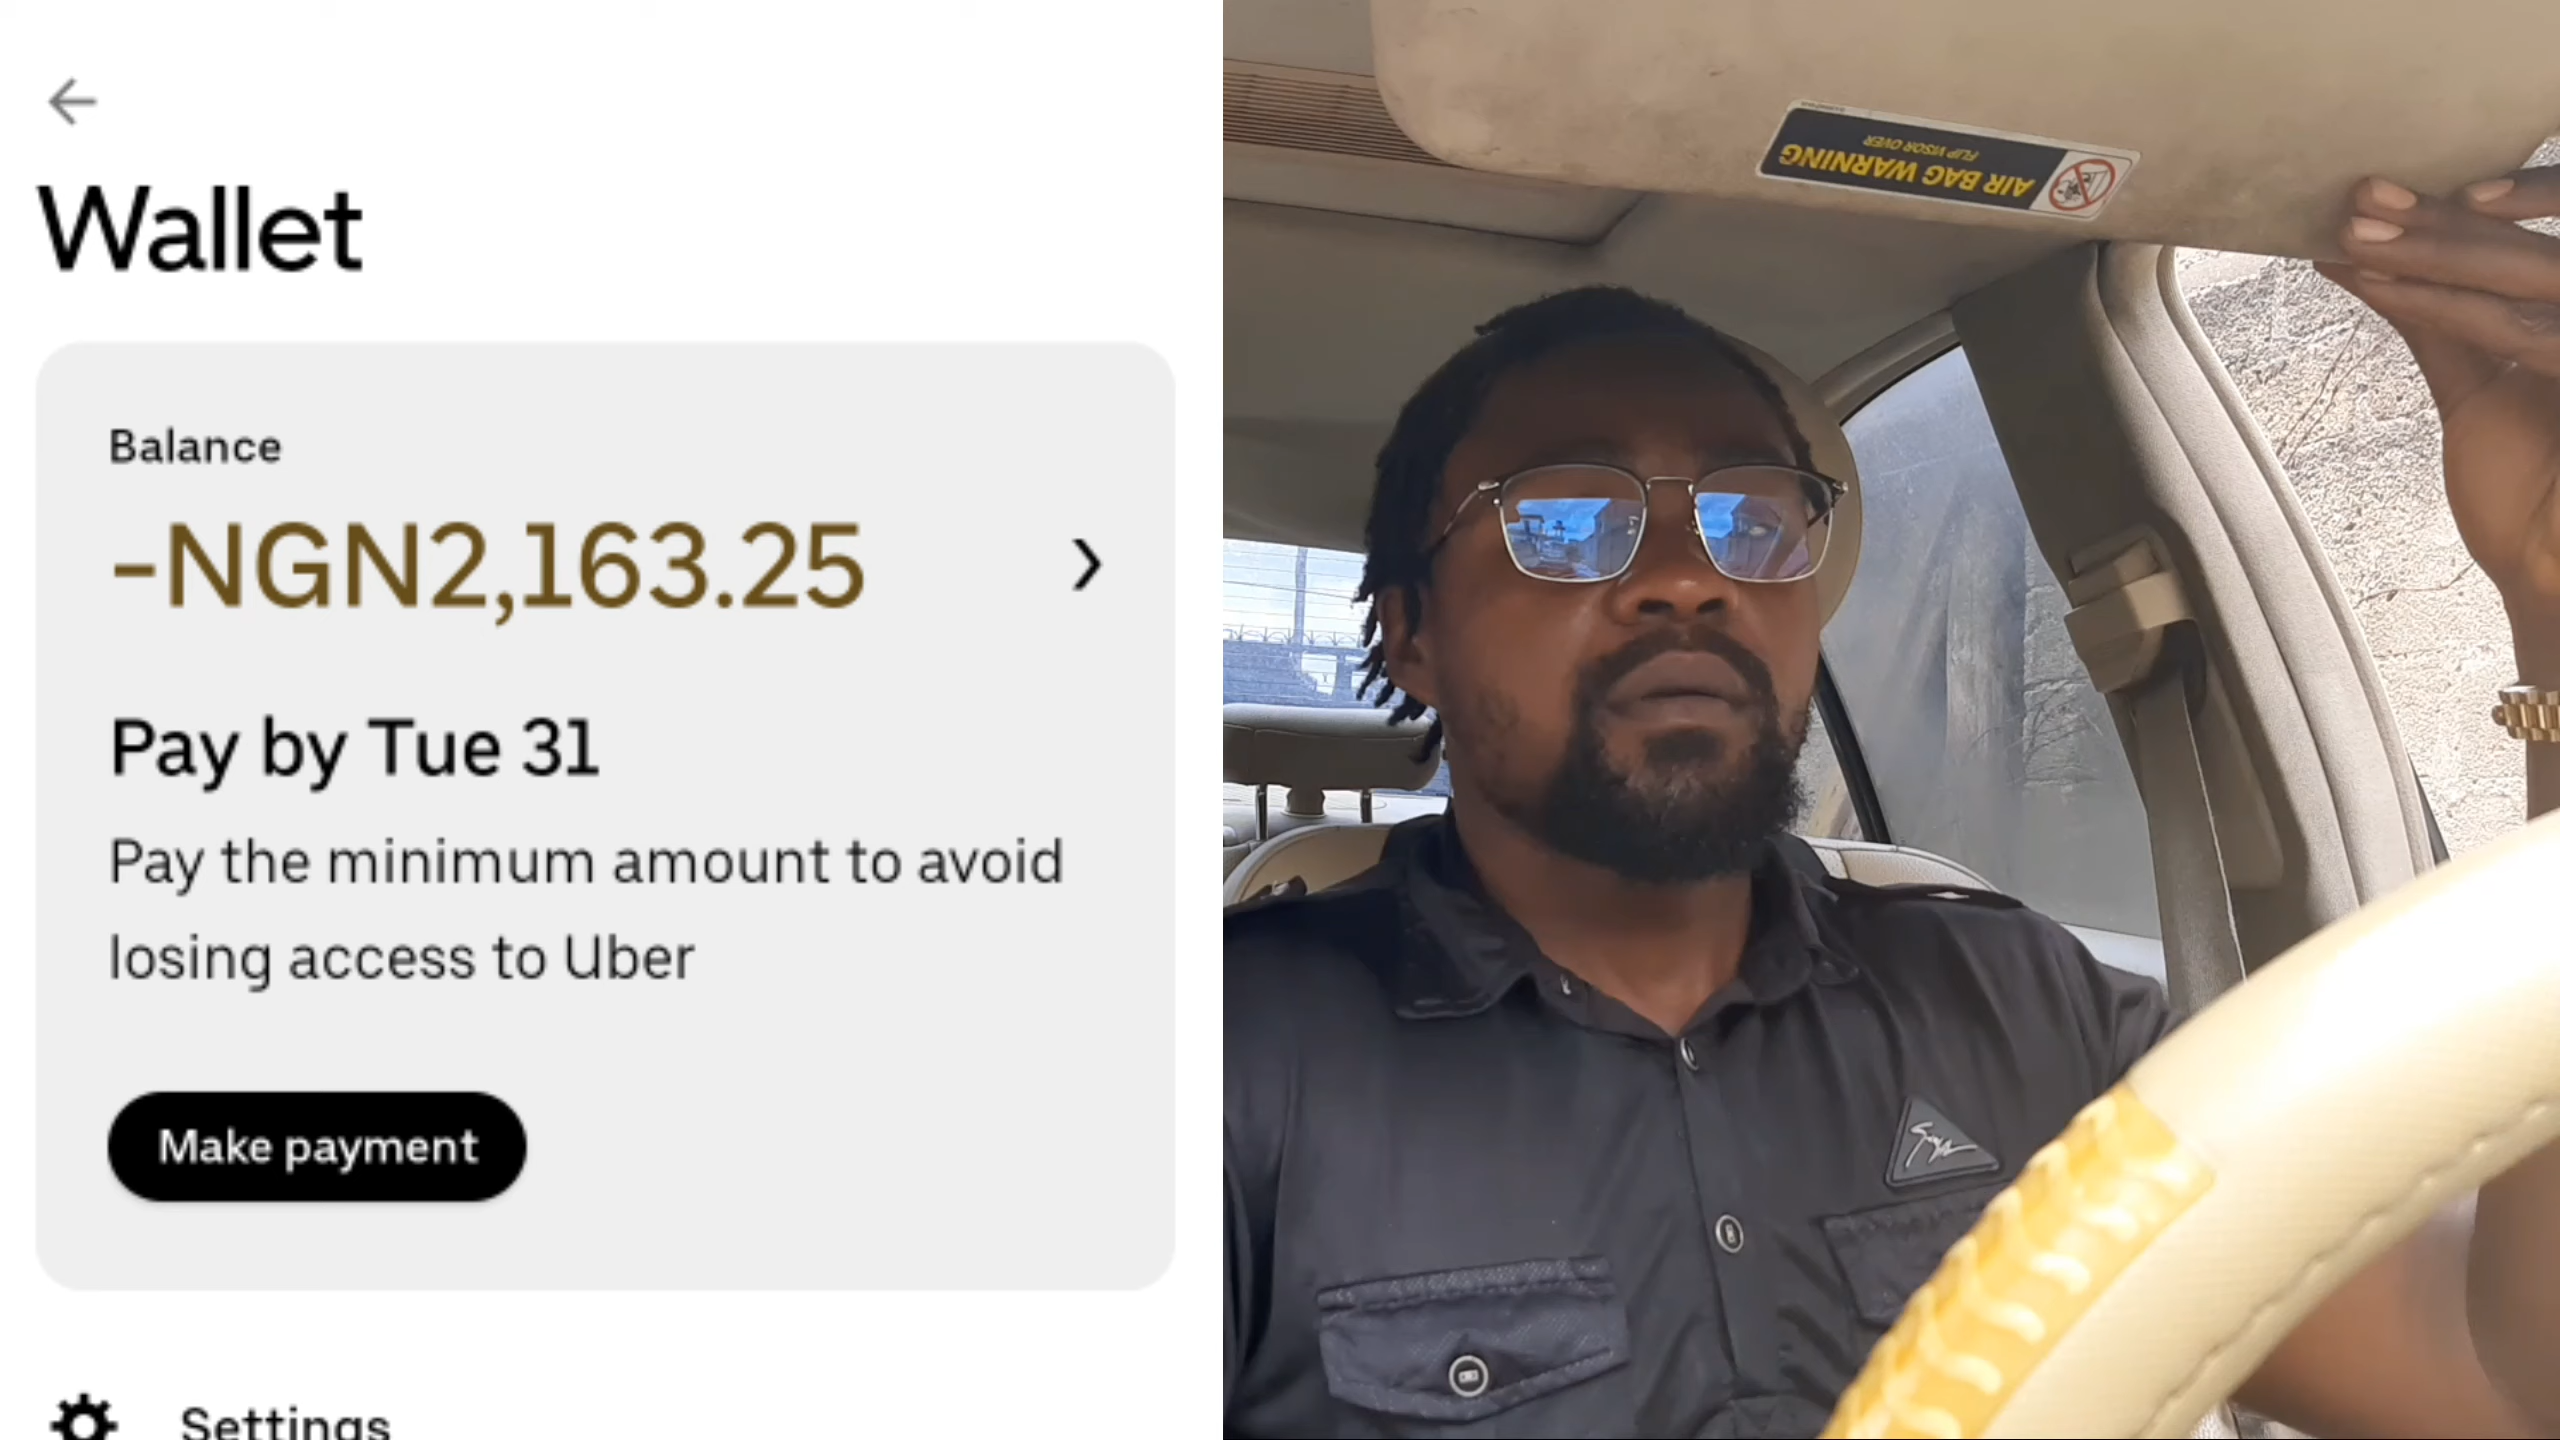 Wallet
Balance
-NGN2,163.25
Pay by Tue 31
Pay the minimum amount to avoid
losing access to Uber
Make payment
Settings
AIR BAG WARNING
FLIP VISOR OVER